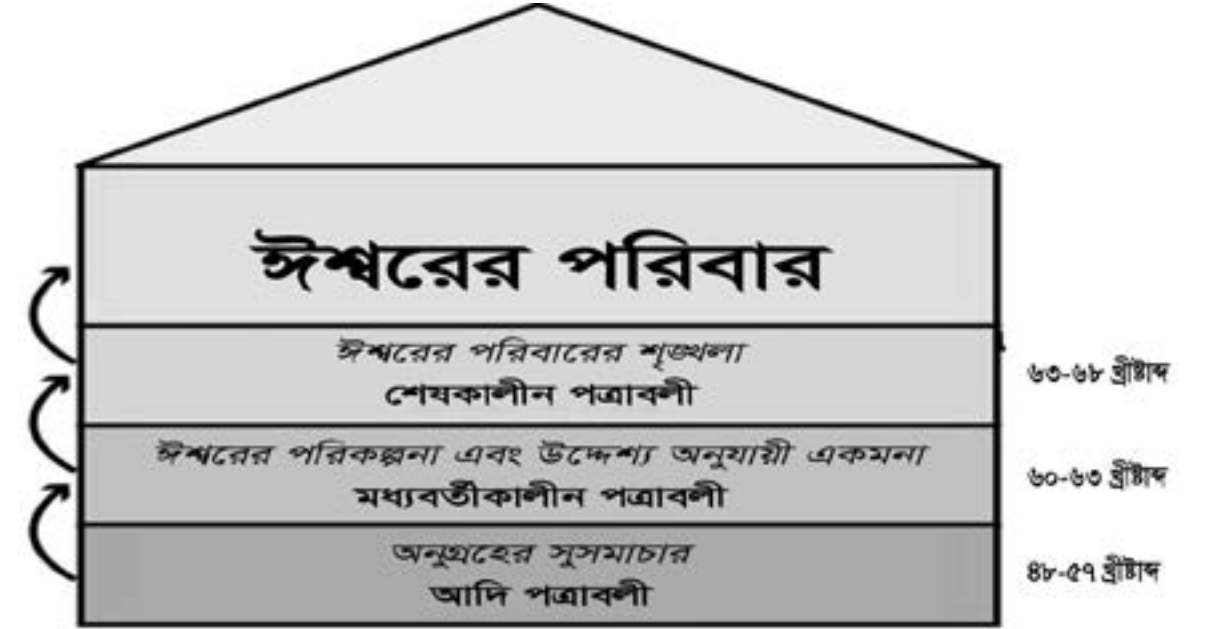 ঈশ্বরের পরিবার
ঈশ্বরের পরিবারের শৃঙ্খলা
শেষকালীন পত্রাবলী
৬৩-৬৮ খ্রীষ্টাব্দ
ঈশ্বরের পরিকল্পনা এবং উদ্দেশ্য অনুযায়ী একমনা
মধ্যবর্তীকালীন পত্রাবলী
৬০-৬৩ খ্রীষ্টাব্দ
অনুগ্রহের সুসমাচার
আদি পত্রাবলী
৪৮-৫৭ খ্রীষ্টাব্দ